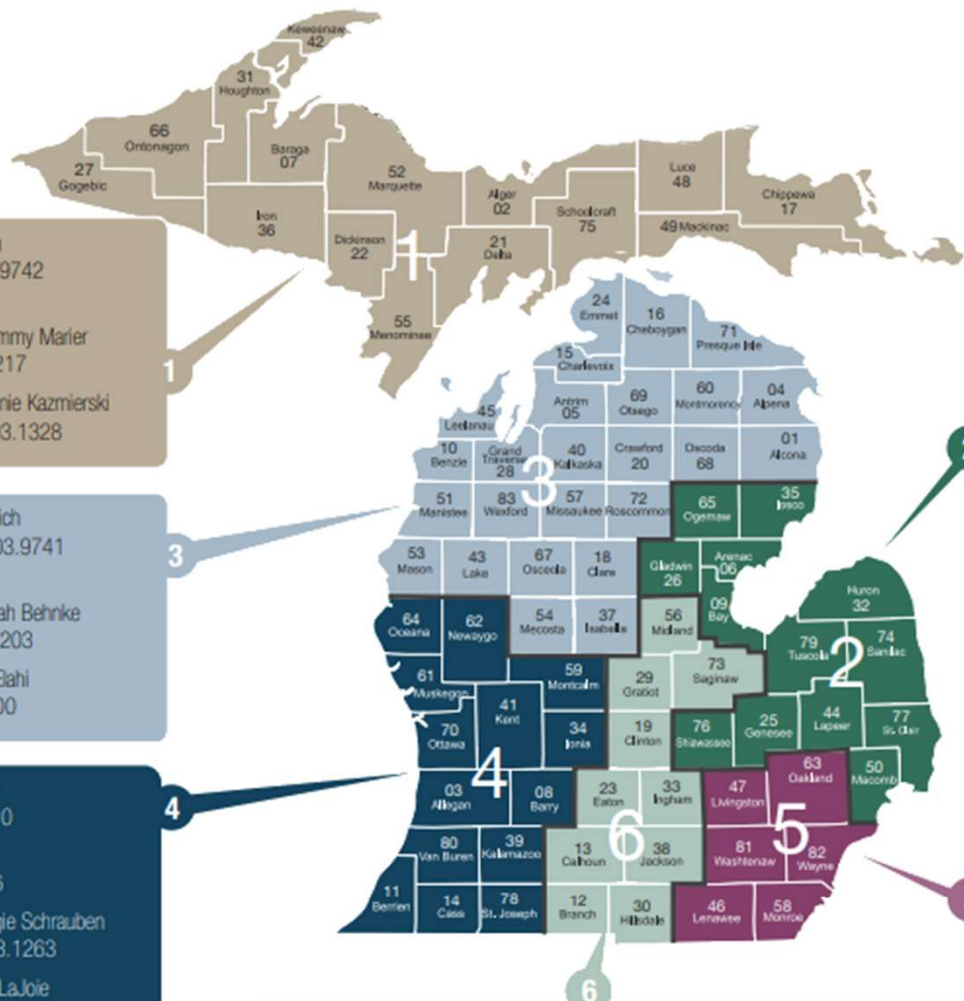 Keweenaw
42
31
Houghton
66
Ontonagon
Baraga
07
27
Gogebic
52
Marquette
Luce
48
Alger
02
Chippewa
17
Iron
36
Schoolcraft
75
49 Mackinac
Dickinson
22
1
21
Delta
9742
55
Menominee
24
Emmet
16
Cheboygan
71
Presque Isle
mmy Marier
217
1
15
Charlevoix
nie Kazmierski
03.1328
45
Leelanau
Antrim
05
69
Otsego
60
Montmorency
04
Alpena
10
Benzie
Grand
Traverse
28
3
40
Kalkaska
Crawford
20
Oscoda
68
01
Alcona
51
Manistee
83
Wexford
57
Missaukee
72
Roscommon
65
Ogemaw
35
Iosco
ich
03.9741
3
53
Mason
43
Lake
67
Osceola
18
Clare
Gladwin
26
Arenac
06
Huron
32
ah Behnke
203
64
Oceana
62
Newaygo
54
Mecosta
37
Isabella
56
Midland
09
Bay
79
Tuscola
2
74
Sanilac
Elahi
00
61
Muskegon
59
Montcalm
29
Gratiot
73
Saginaw
41
Kent
70
Ottawa
34
Ionia
19
Clinton
76
Shiawassee
25
Genesee
44
Lapeer
77
St. Clair
4
0
4
03
Allegan
08
Barry
23
Eaton
33
Ingham
47
Livingston
63
Oakland
50
Macomb
6
5
80
Van Buren
39
Kalamazoo
13
Calhoun
38
Jackson
81
Washtenaw
82
Wayne
11
Berrien
14
Cass
78
St. Joseph
12
Branch
30
Hillsdale
46
Lenawee
58
Monroe
gie Schrauben
3.1263
LaJoie
6